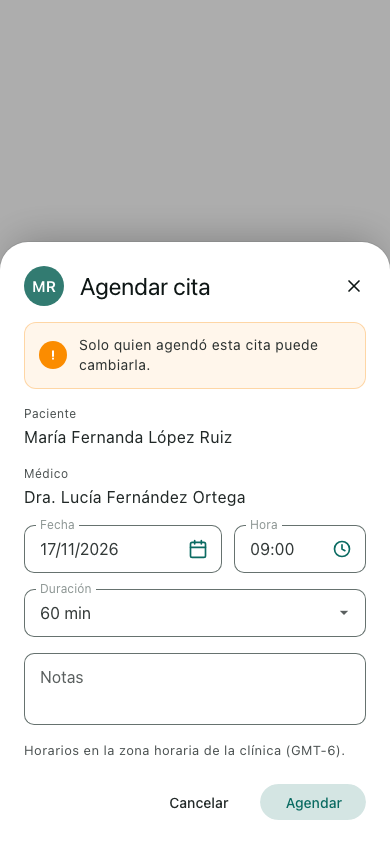 MR
Agendar cita
!
Solo quien agendó esta cita puede
cambiarla.
Paciente
María Fernanda López Ruiz
Médico
Dra. Lucía Fernández Ortega
Fecha
17/11/2026
Hora
09:00
Duración
60 min
Notas
Horarios en la zona horaria de la clínica (GMT-6).
Cancelar
Agendar